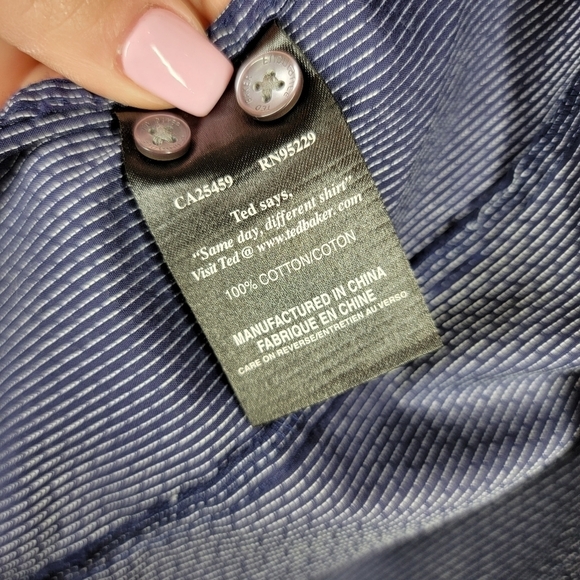 CA25459 RN95229
Ted says,
"Same day, different shirt"
Visit Ted @ www.tedbaker.com
100% COTTON/COTON
MANUFACTURED IN CHINA
FABRIQUE EN CHINE
CARE ON REVERSE/ENTRETIEN AU VERSO